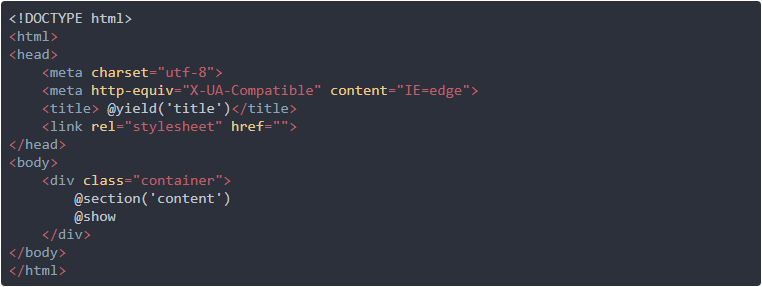 <!DOCTYPE html>
<html>
<head>
    <meta charset="utf-8">
    <meta http-equiv="X-UA-Compatible" content="IE=edge">
    <title> @yield('title')</title>
    <link rel="stylesheet" href="">
</head>
<body>
    <div class="container">
        @section('content')
        @show
    </div>
</body>
</html>